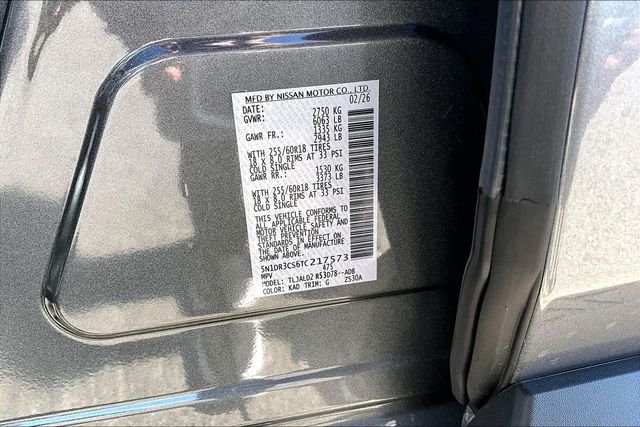 MFD BY NISSAN MOTOR CO., LTD.
DATE: 02/26
GVWR: 2750 KG
6063 LB
GAWR FR.: 1335 KG
2943 LB
WITH 255/60R18 TIRES
18 X 8.0 RIMS AT 33 PSI
COLD SINGLE
GAWR RR.: 1530 KG
3373 LB
WITH 255/60R18 TIRES
18 X 8.0 RIMS AT 33 PSI
COLD SINGLE
THIS VEHICLE CONFORMS TO
ALL APPLICABLE FEDERAL
MOTOR VEHICLE SAFETY AND
THEFT PREVENTION
STANDARDS IN EFFECT ON
THE DATE OF MANUFACTURE
SHOWN ABOVE.
5N1DR3CS6TC217573
MPV 475
MODEL: TLJALD2 R53D78--ADB
COLOR: KAD TRIM: G ZS30A